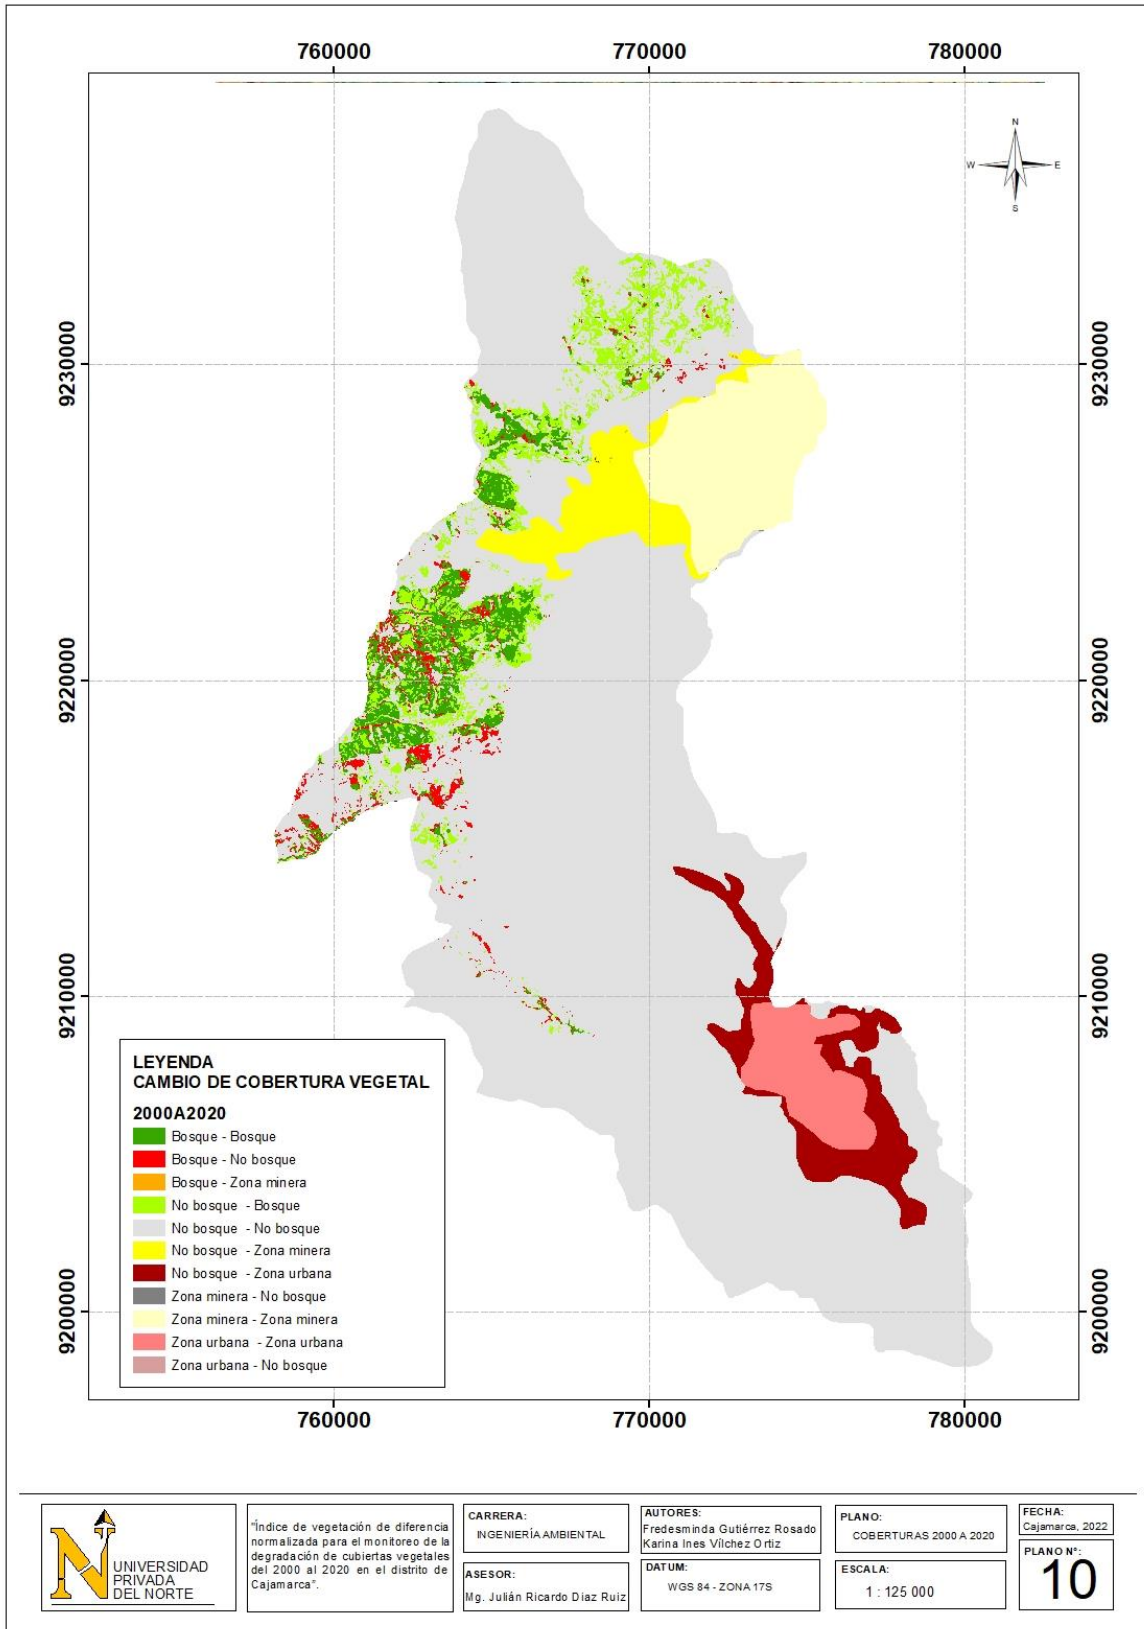 760000 770000 780000
N
W E
S
9230000 9230000
9220000 9220000
9210000 9210000
9200000 9200000
LEYENDA
CAMBIO DE COBERTURA VEGETAL
2000A2020
Bosque - Bosque
Bosque - No bosque
Bosque - Zona minera
No bosque - Bosque
No bosque - No bosque
No bosque - Zona minera
No bosque - Zona urbana
Zona minera - No bosque
Zona minera - Zona minera
Zona urbana - Zona urbana
Zona urbana - No bosque
760000 770000 780000
N
UNIVERSIDAD
PRIVADA
DEL NORTE
"Índice de vegetación de diferencia
normalizada para el monitoreo de la
degradación de cubiertas vegetales
del 2000 al 2020 en el distrito de
Cajamarca".
CARRERA:
INGENIERÍA AMBIENTAL
ASESOR:
Mg. Julián Ricardo Diaz Ruiz
AUTORES:
Fredesminda Gutiérrez Rosado
Karina Ines Vílchez Ortiz
DATUM:
WGS 84 - ZONA 17S
PLANO:
COBERTURAS 2000 A 2020
ESCALA:
1 : 125 000
FECHA:
Cajamarca, 2022
PLANO Nº:
10